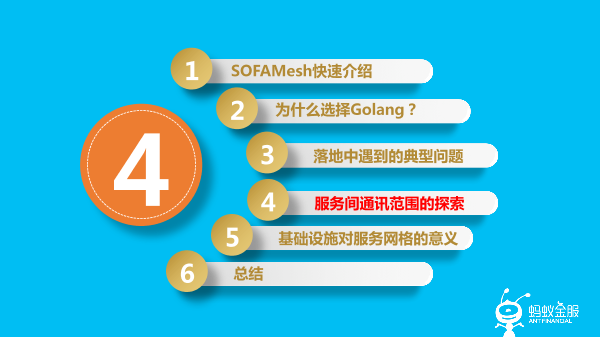 4
1 SOFAMesh快速介绍
2 为什么选择Golang？
3 落地中遇到的典型问题
4 服务间通讯范围的探索
5 基础设施对服务网格的意义
6 总结
蚂蚁金服
ANT FINANCIAL